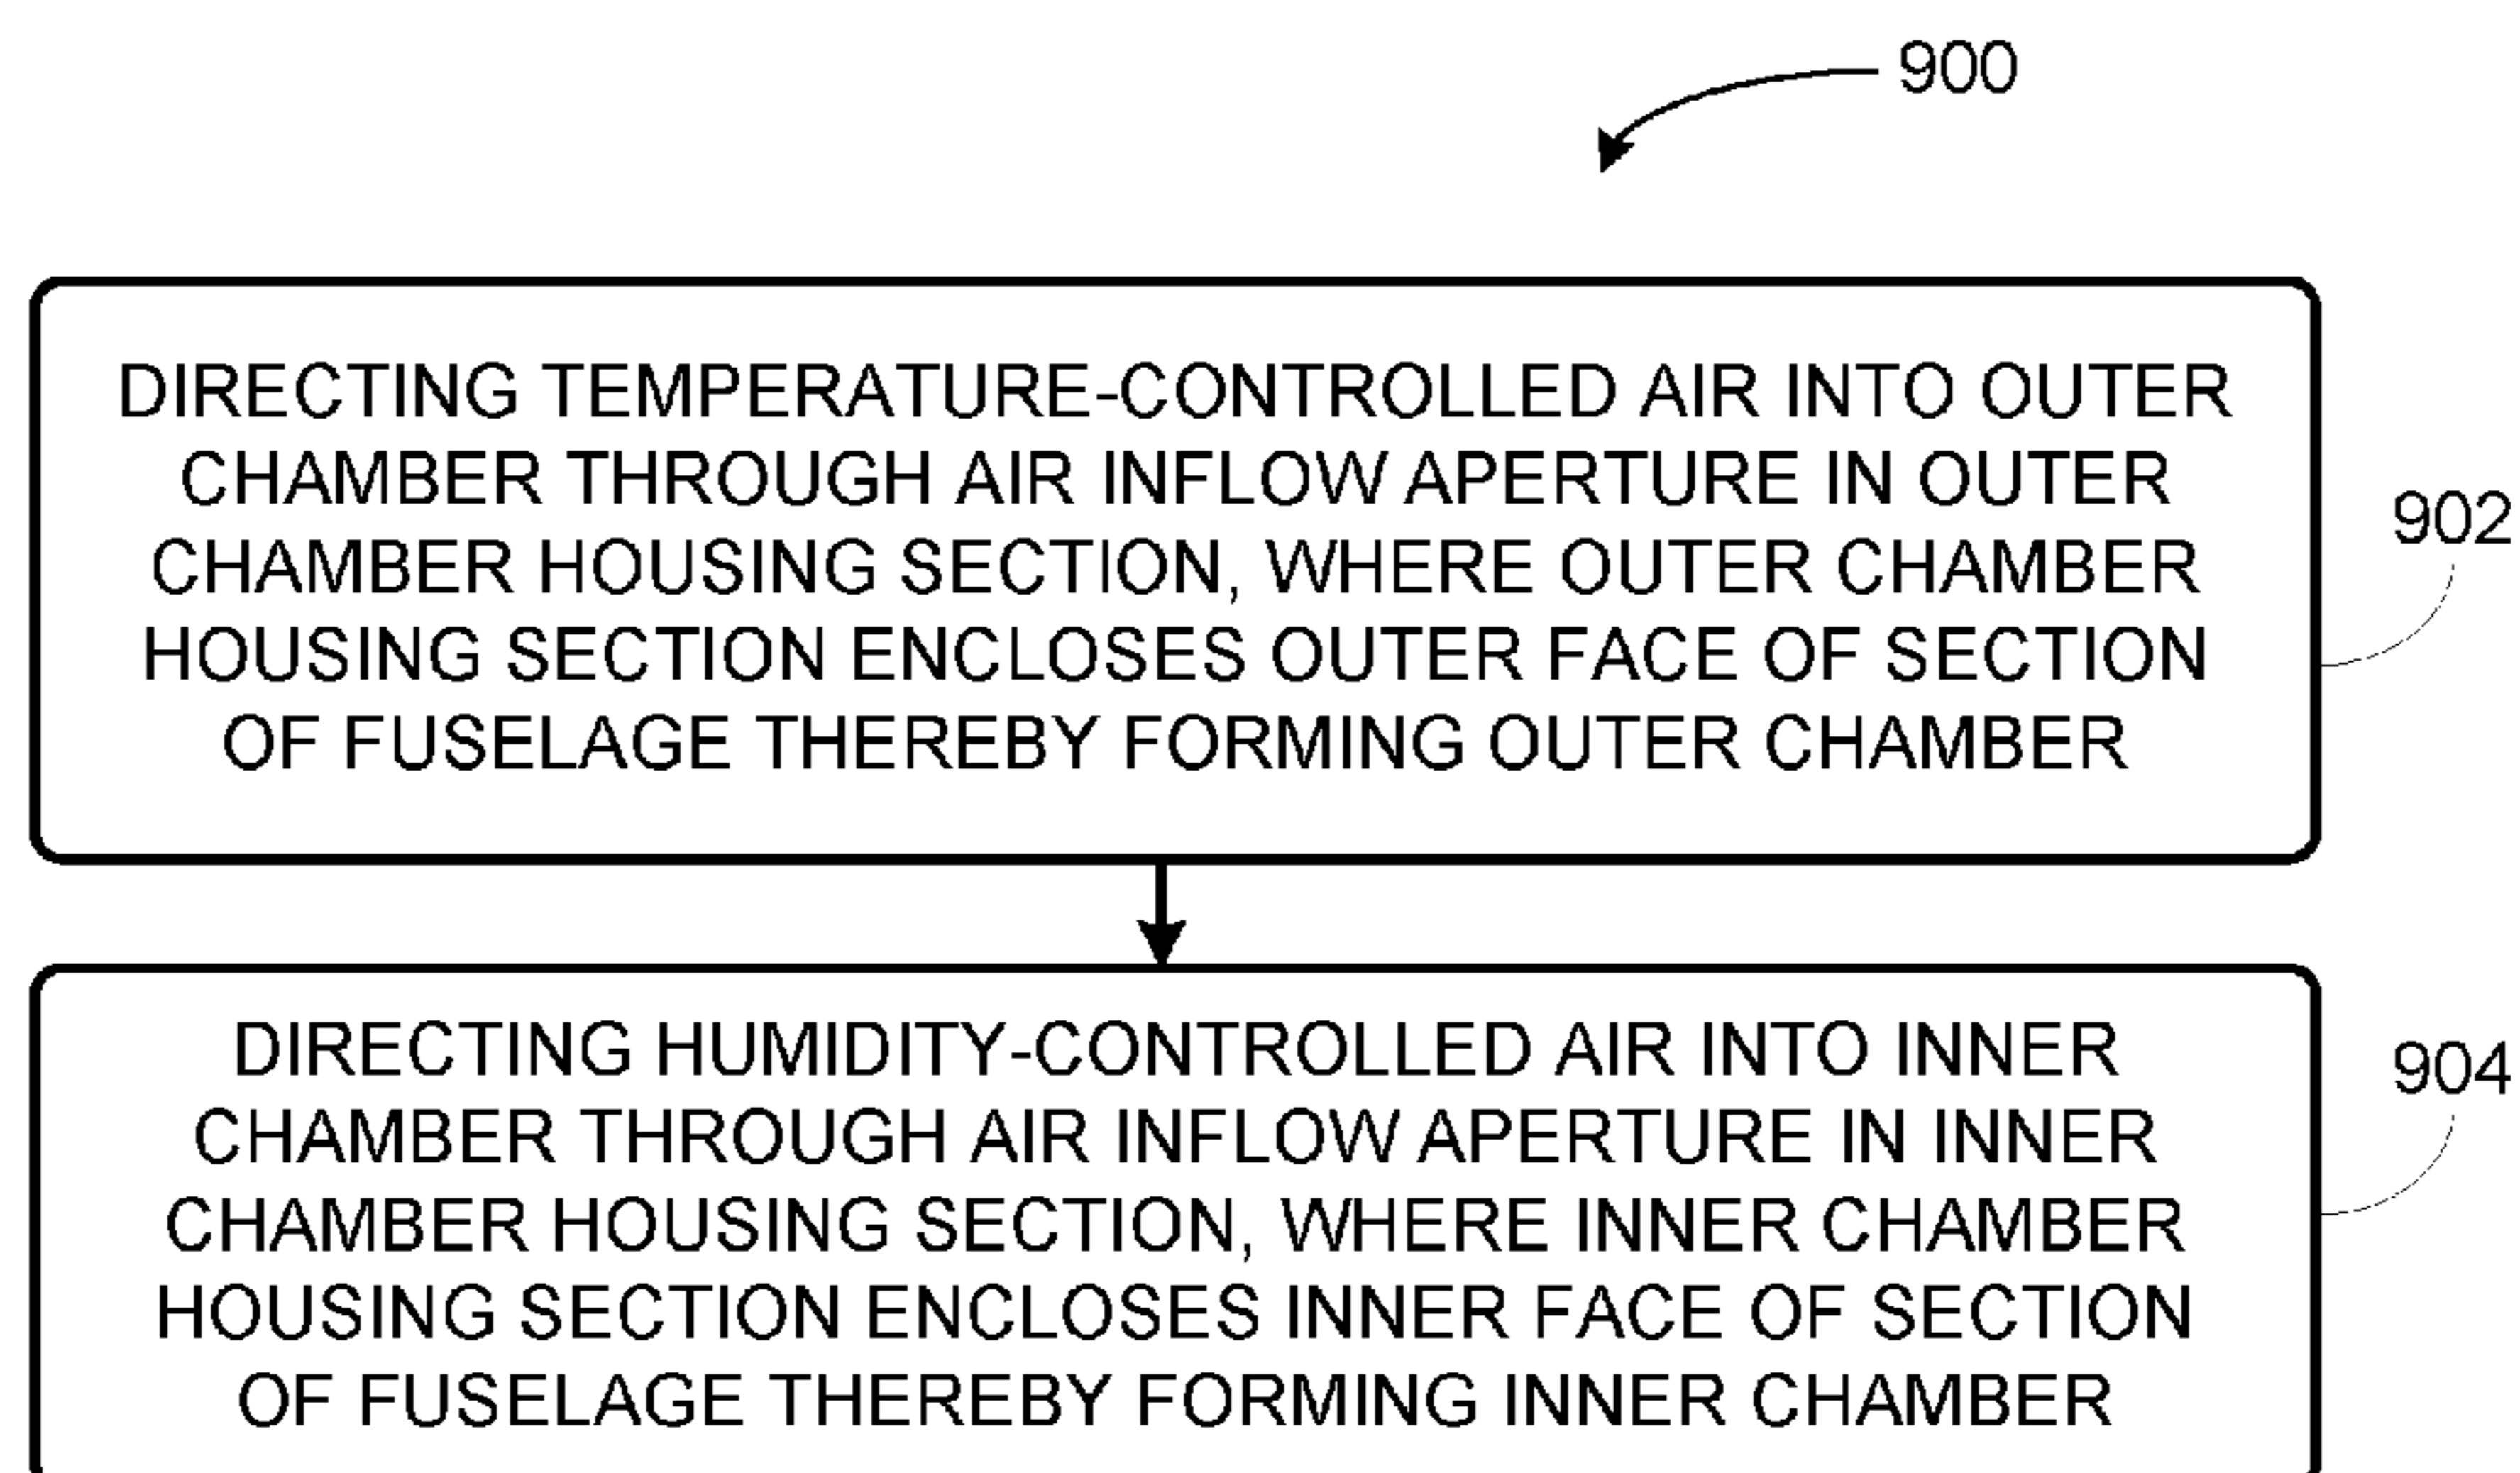 900
DIRECTING TEMPERATURE-CONTROLLED AIR INTO OUTER
CHAMBER THROUGH AIR INFLOW APERTURE IN OUTER
CHAMBER HOUSING SECTION, WHERE OUTER CHAMBER
HOUSING SECTION ENCLOSES OUTER FACE OF SECTION
OF FUSELAGE THEREBY FORMING OUTER CHAMBER
902
DIRECTING HUMIDITY-CONTROLLED AIR INTO INNER
CHAMBER THROUGH AIR INFLOW APERTURE IN INNER
CHAMBER HOUSING SECTION, WHERE INNER CHAMBER
HOUSING SECTION ENCLOSES INNER FACE OF SECTION
OF FUSELAGE THEREBY FORMING INNER CHAMBER
904